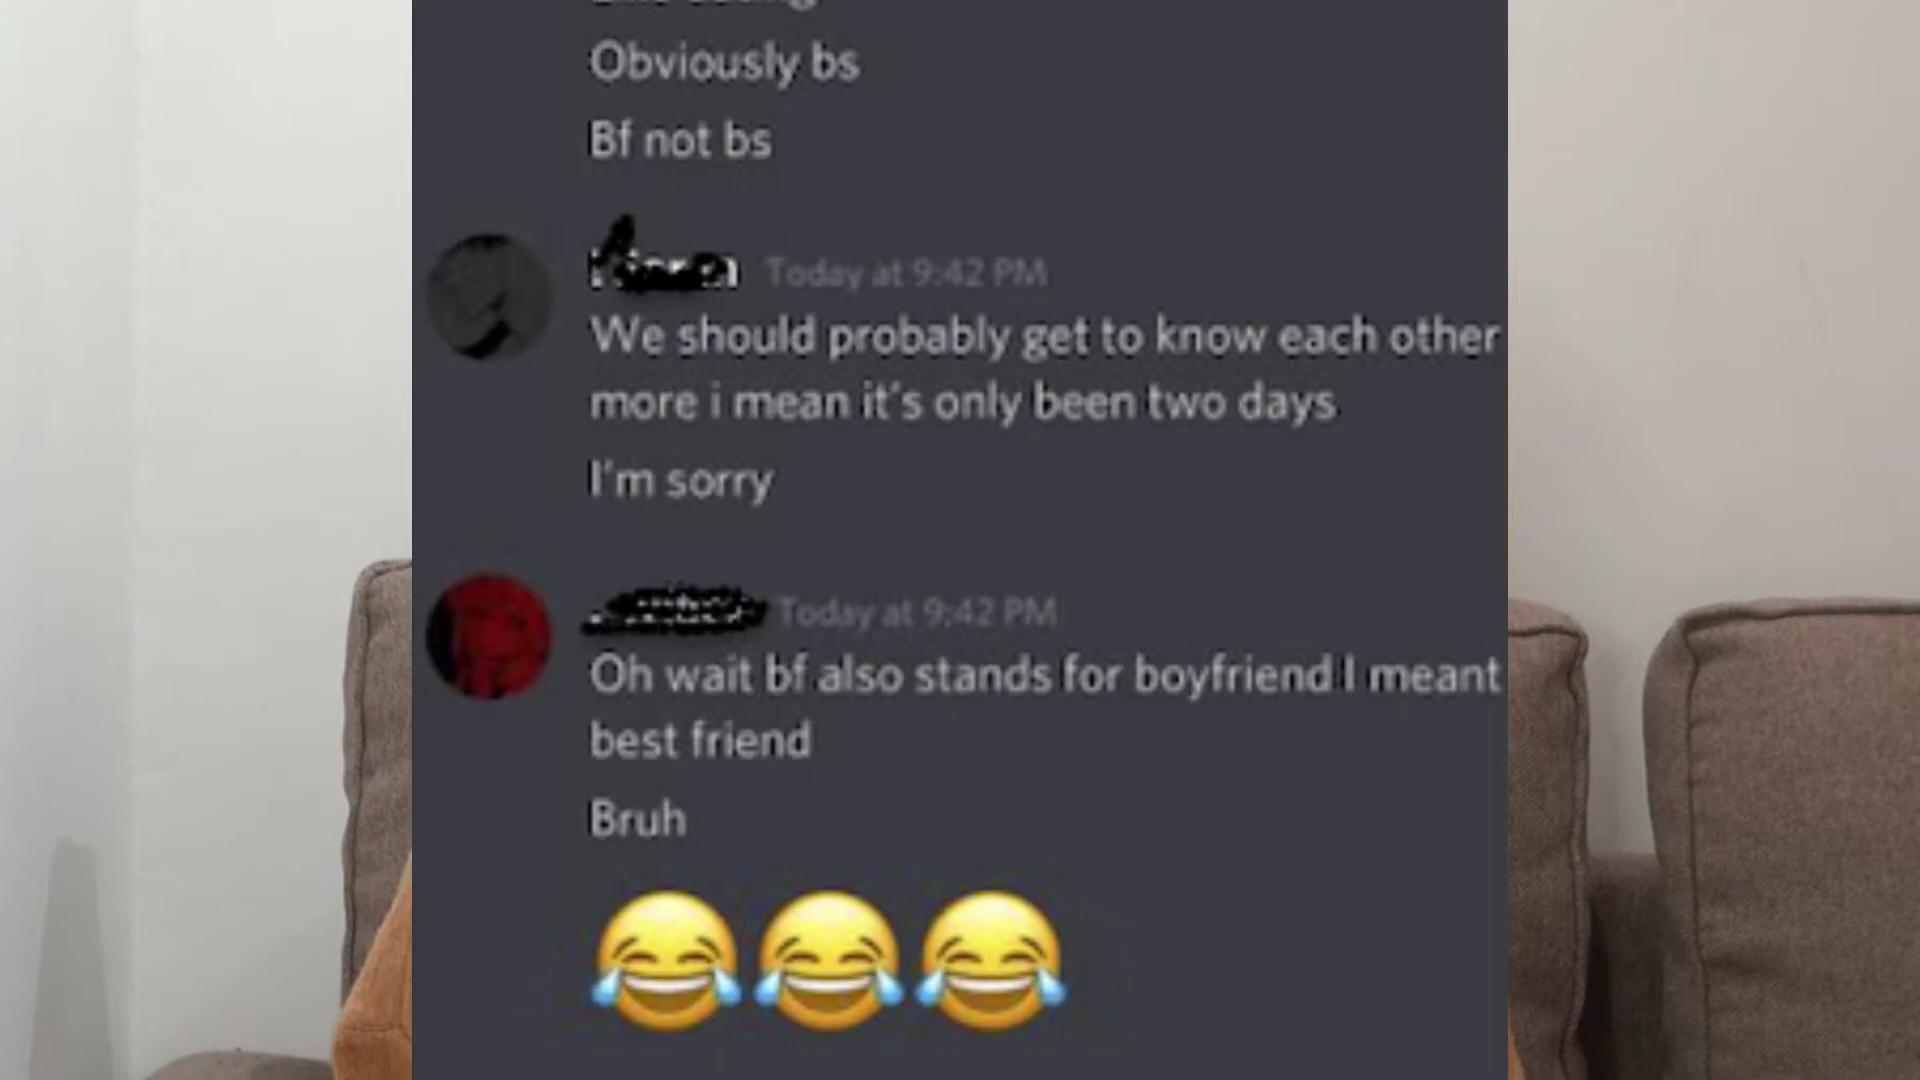 Obviously bs
Bf not bs
Today at 9:42 PM
We should probably get to know each other
more i mean it's only been two days
I'm sorry
Today at 9:42 PM
Oh wait bf also stands for boyfriend I meant
best friend
Bruh